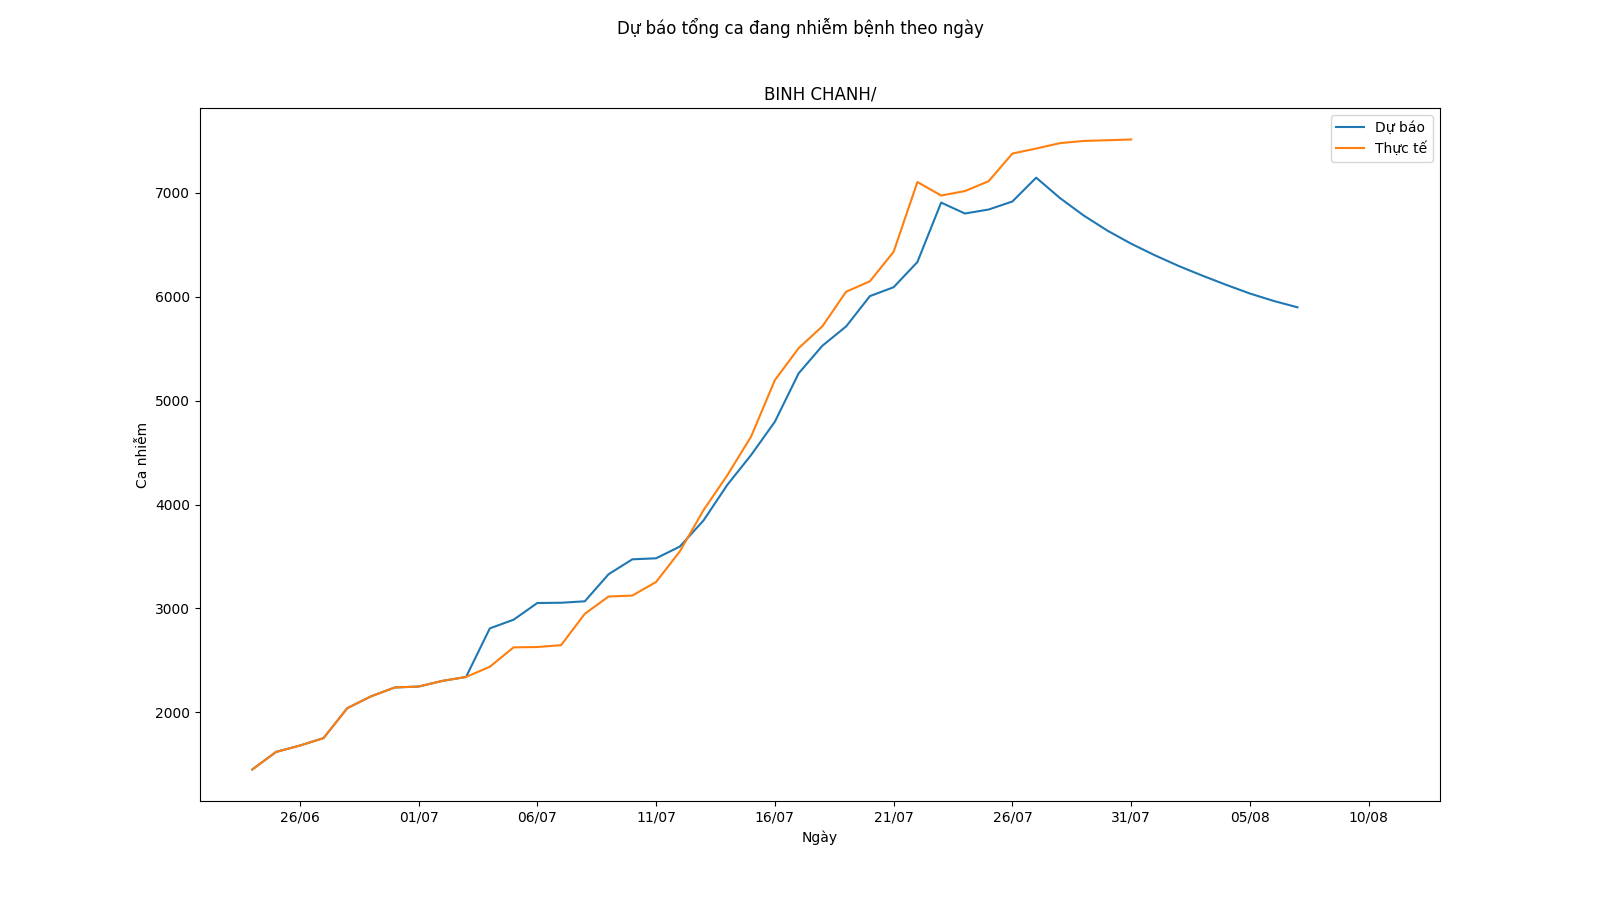 Dự báo tổng ca đang nhiễm bệnh theo ngày
BINH CHANH/
Dự báo
Thực tế
7000
6000
5000
4000
3000
2000
Ca nhiễm
26/06 01/07 06/07 11/07 16/07 21/07 26/07 31/07 05/08 10/08
Ngày